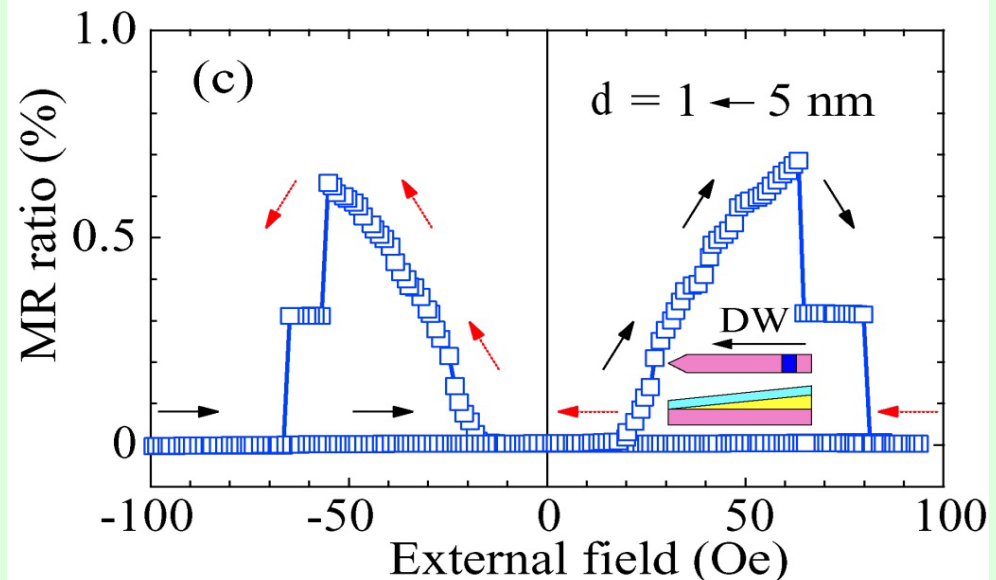 1.0
(c)
d = 1 ← 5 nm
MR ratio (%)
0.5
DW
0
-100 -50 0 50 100
External field (Oe)